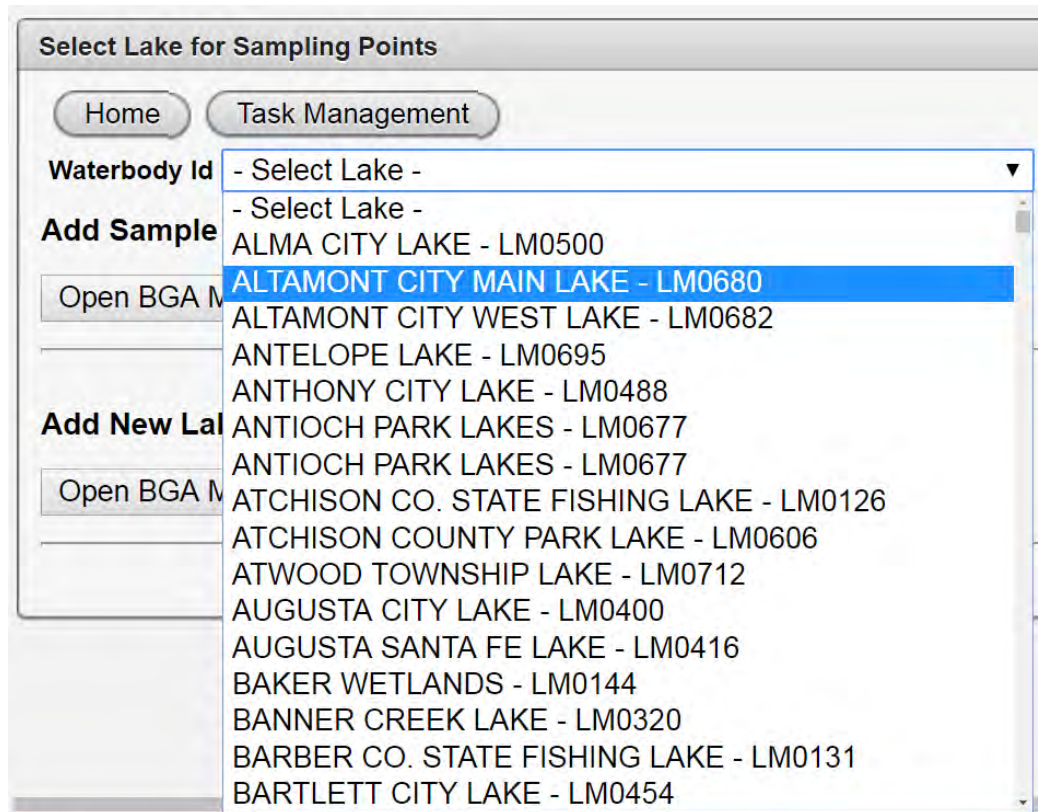 Select Lake for Sampling Points
Home Task Management
Waterbody Id - Select Lake -
- Select Lake -
Add Sample
ALMA CITY LAKE - LM0500
ALTAMONT CITY MAIN LAKE - LM0680
Open BGA M
ALTAMONT CITY WEST LAKE - LM0682
ANTELOPE LAKE - LM0695
ANTHONY CITY LAKE - LM0488
Add New Lal
ANTIOCH PARK LAKES - LM0677
ANTIOCH PARK LAKES - LM0677
Open BGA M
ATCHISON CO. STATE FISHING LAKE - LM0126
ATCHISON COUNTY PARK LAKE - LM0606
ATWOOD TOWNSHIP LAKE - LM0712
AUGUSTA CITY LAKE - LM0400
AUGUSTA SANTA FE LAKE - LM0416
BAKER WETLANDS - LM0144
BANNER CREEK LAKE - LM0320
BARBER CO. STATE FISHING LAKE - LM0131
BARTLETT CITY LAKE - LM0454